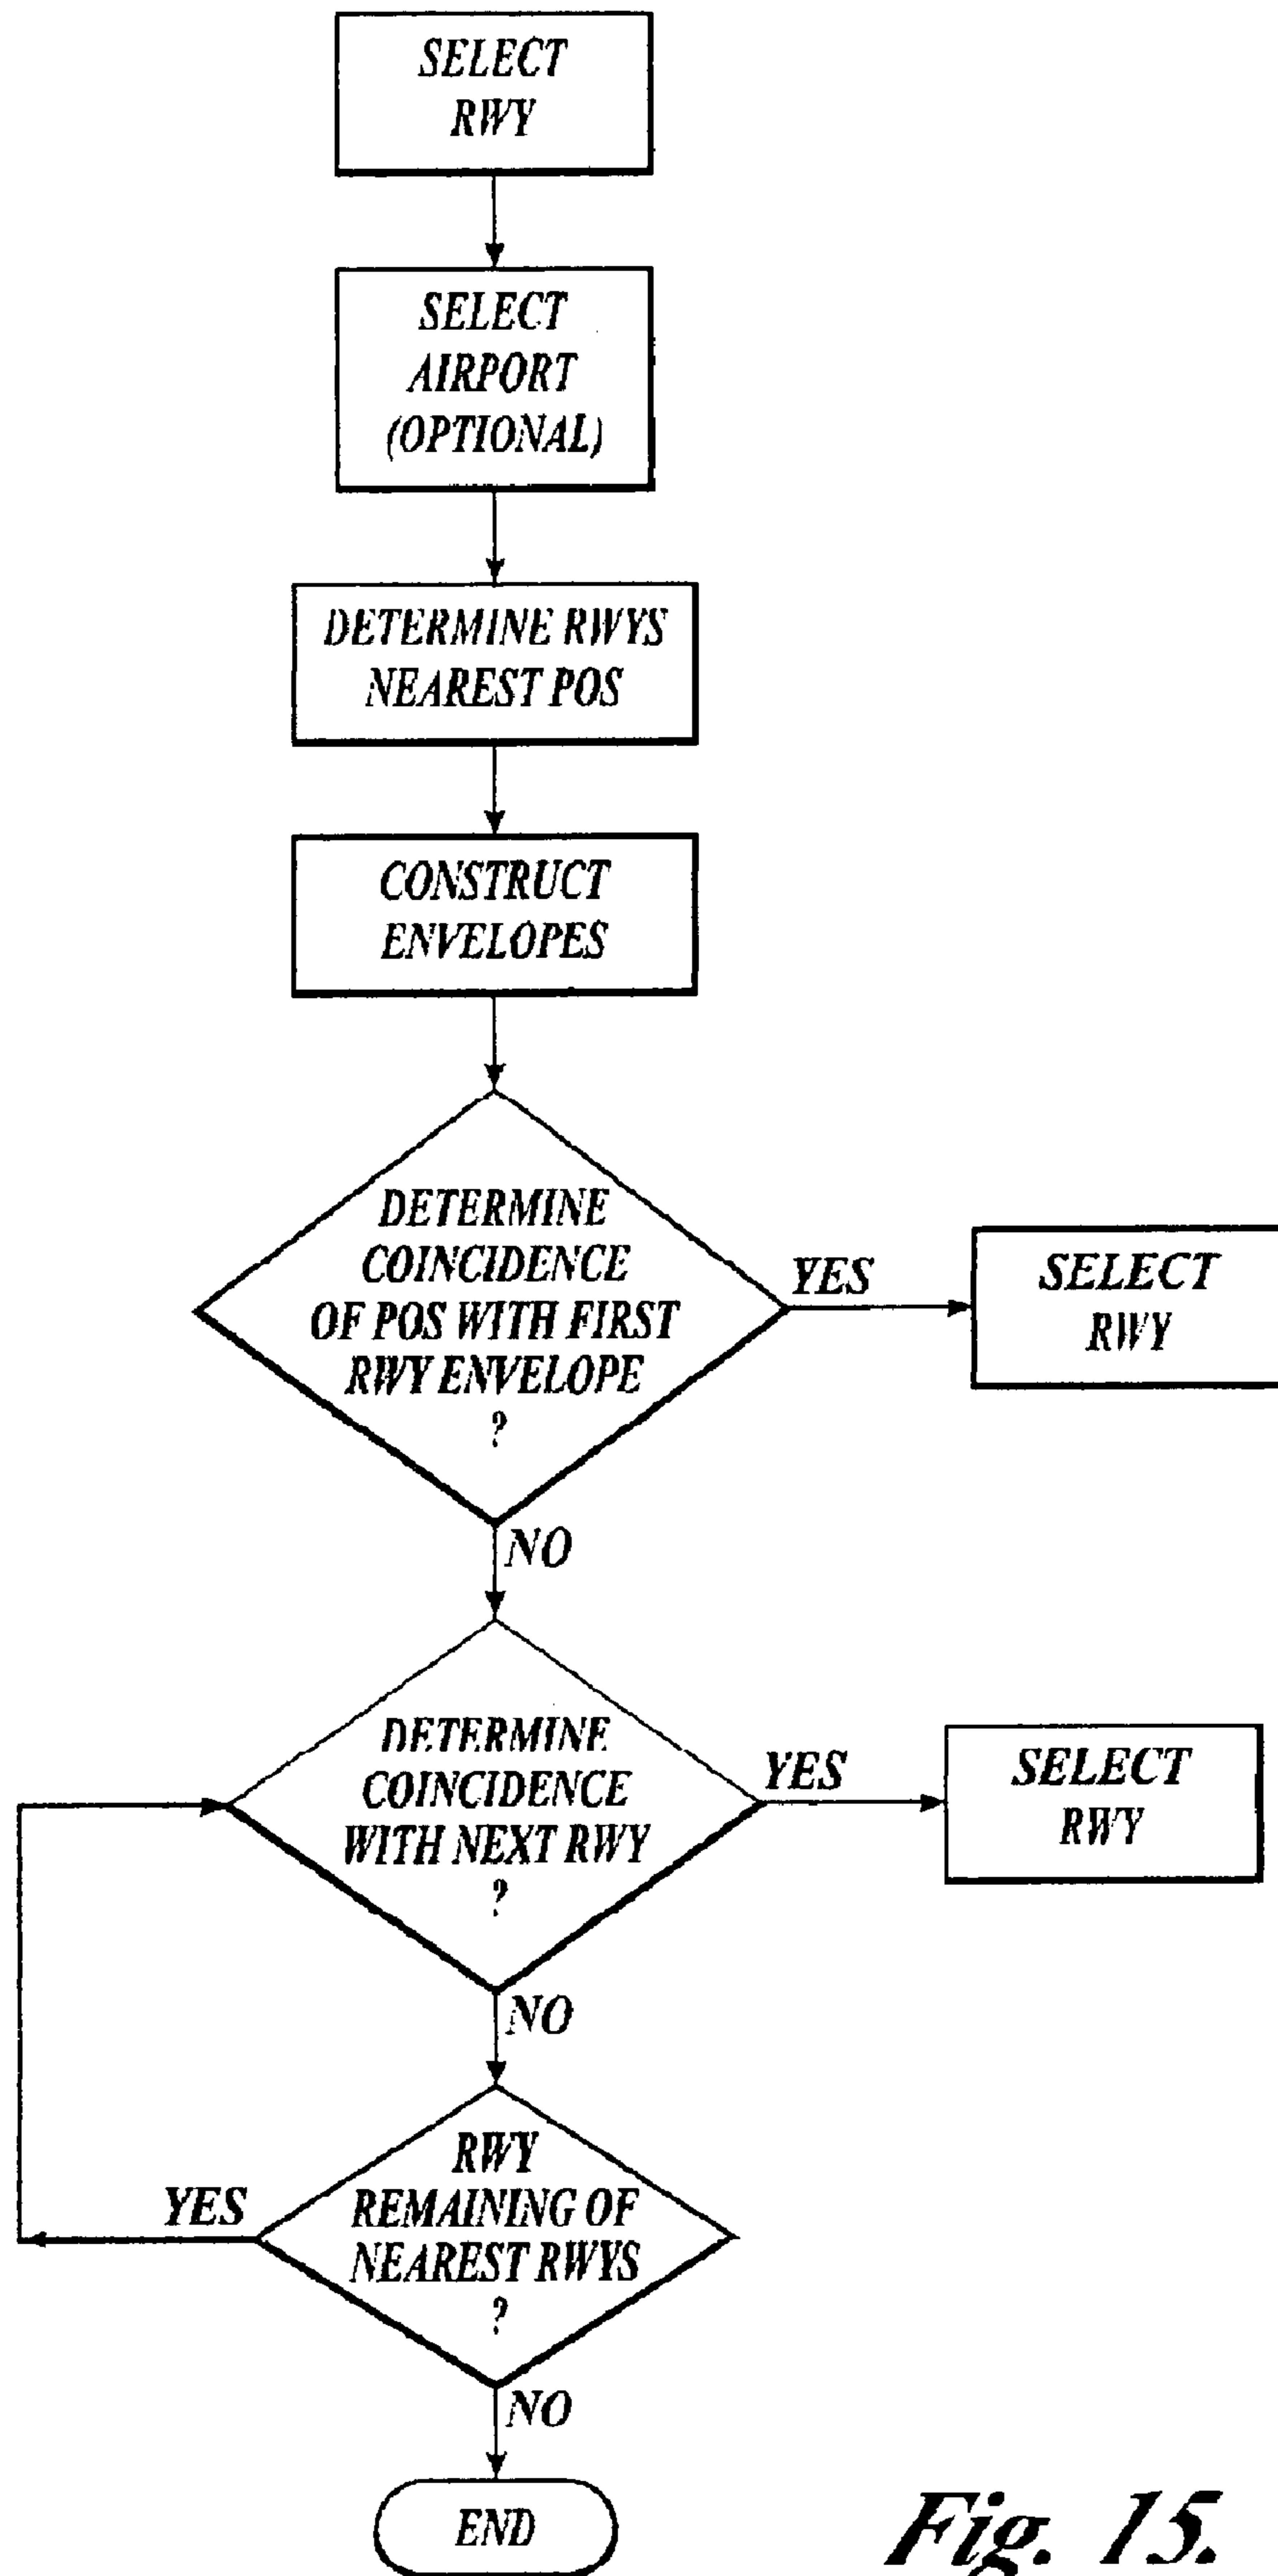 SELECT
RWY
SELECT
AIRPORT
(OPTIONAL)
DETERMINE RWYS
NEAREST POS
CONSTRUCT
ENVELOPES
DETERMINE
COINCIDENCE
OF POS WITH FIRST
RWY ENVELOPE
?
YES
SELECT
RWY
NO
DETERMINE
COINCIDENCE
WITH NEXT RWY
?
YES
SELECT
RWY
NO
RWY
REMAINING OF
NEAREST RWYS
?
YES
NO
END
Fig. 15.